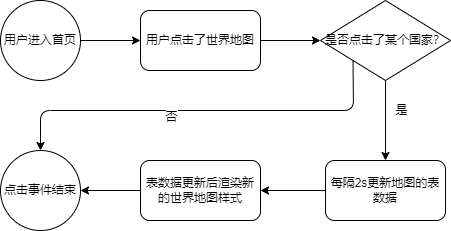 用户进入首页
用户点击了世界地图
是否点击了某个国家?
否
是
点击事件结束
表数据更新后渲染新
的世界地图样式
每隔2s更新地图的表
数据